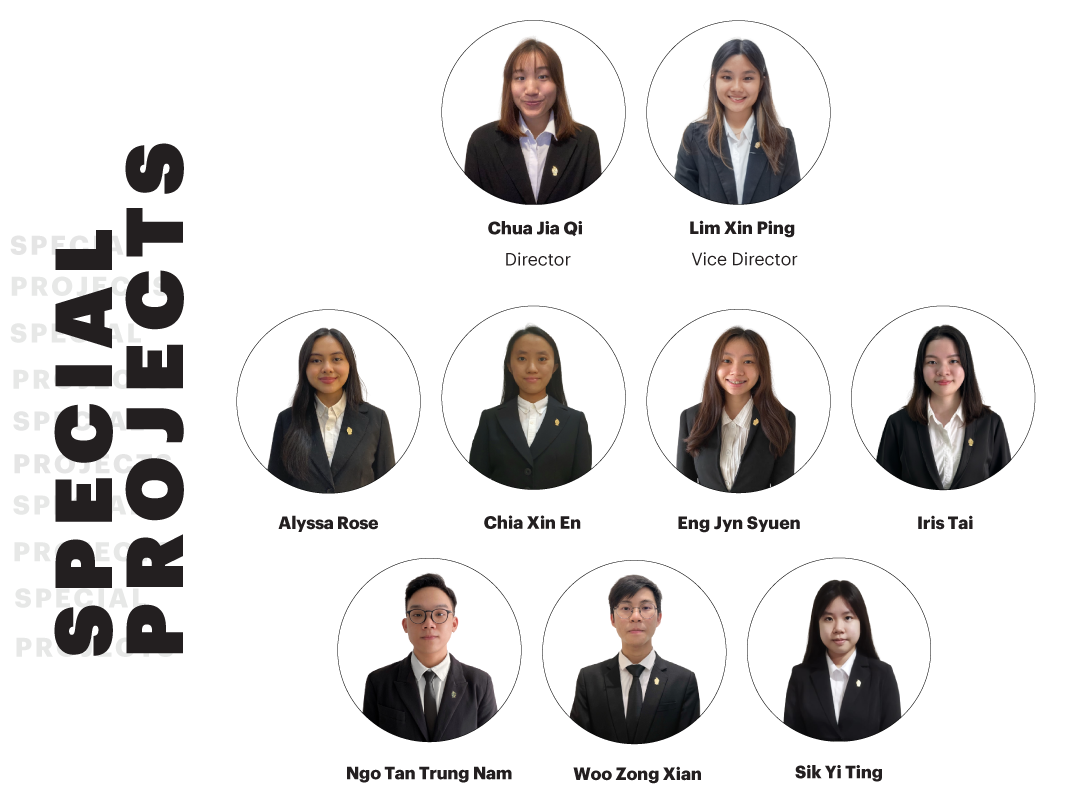 SPECIAL
PROJECTS
SPECIAL
PROJECTS
SPECIAL
PROJECTS
SPECIAL
PROJECTS
SPECIAL
PROJECTS
SPECIAL
PROJECTS
Chua Jia Qi
Director
Lim Xin Ping
Vice Director
Alyssa Rose
Chia Xin En
Eng Jyn Syuen
Iris Tai
Ngo Tan Trung Nam
Woo Zong Xian
Sik Yi Ting